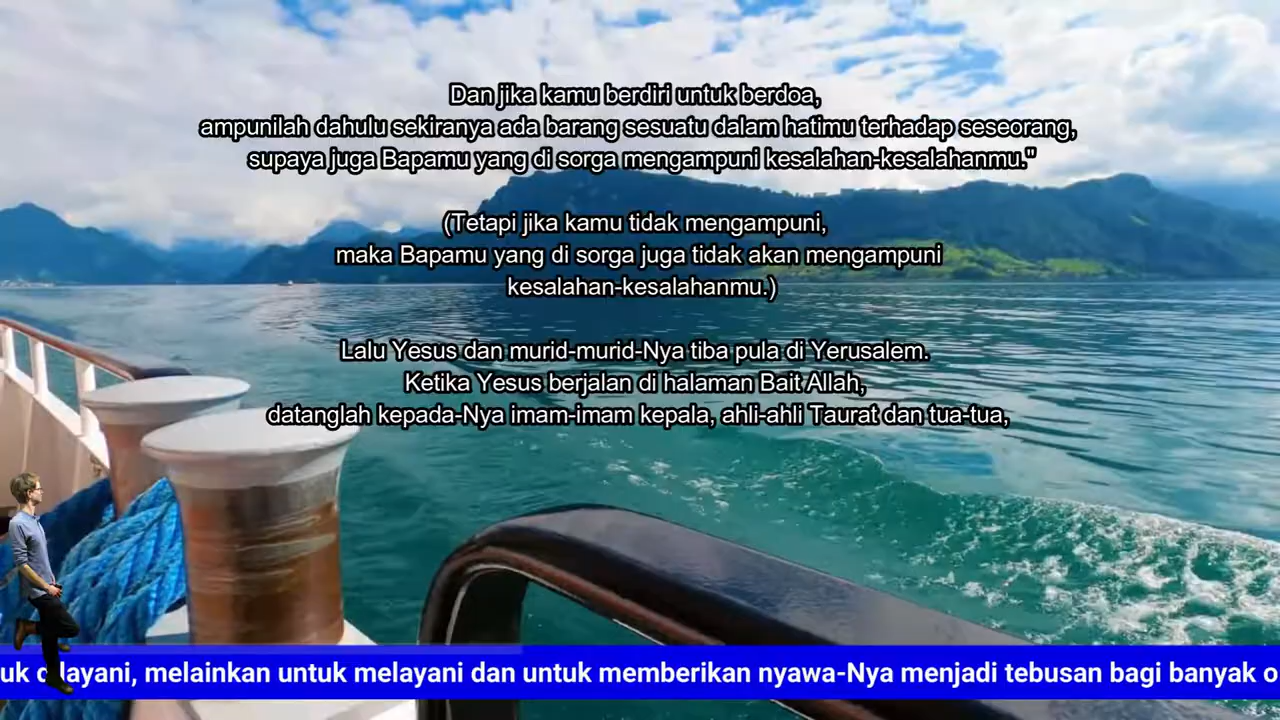 Dan jika kamu berdiri untuk berdoa,
ampunilah dahulu sekiranya ada barang sesuatu dalam hatimu terhadap seseorang,
supaya juga Bapamu yang di sorga mengampuni kesalahan-kesalahanmu."
(Tetapi jika kamu tidak mengampuni,
maka Bapamu yang di sorga juga tidak akan mengampuni
kesalahan-kesalahanmu.)
Lalu Yesus dan murid-murid-Nya tiba pula di Yerusalem.
Ketika Yesus berjalan di halaman Bait Allah,
datanglah kepada-Nya imam-imam kepala, ahli-ahli Taurat dan tua-tua,
melainkan untuk melayani dan untuk memberikan nyawa-Nya menjadi tebusan bagi banyak